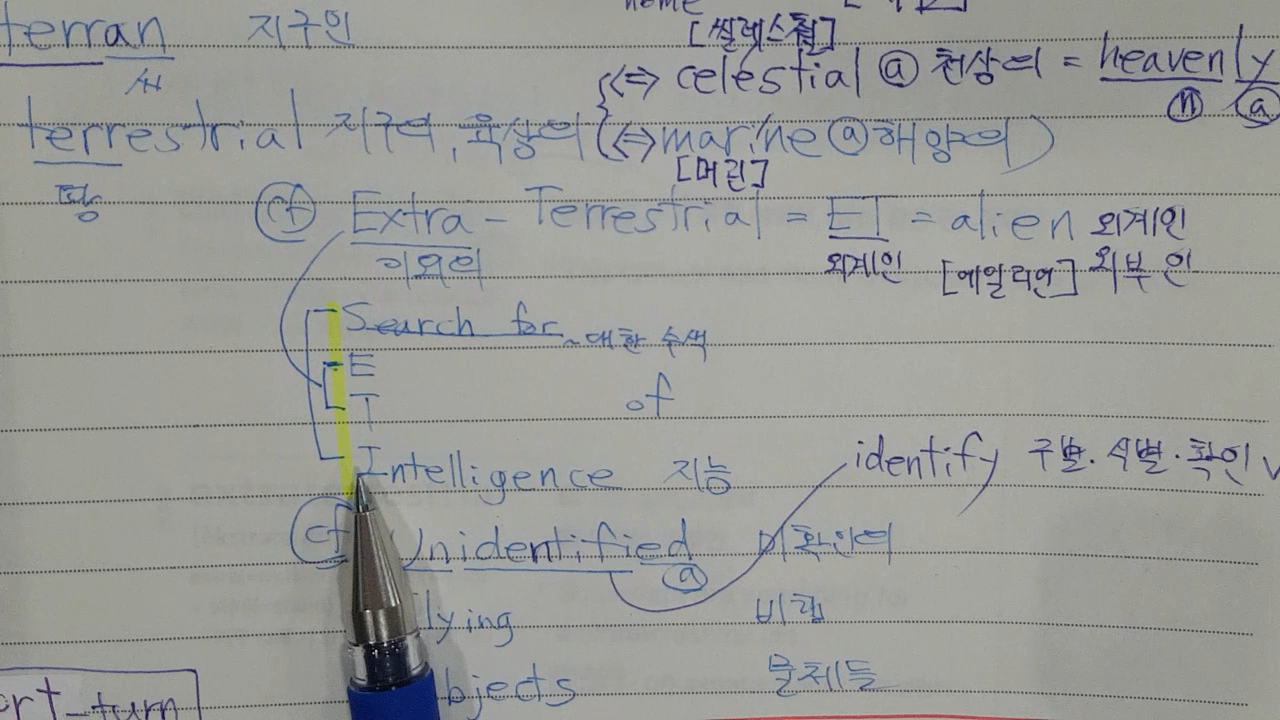 home
terran 지구인 [씰레스철]
人 { ⇔ celestial ⓐ 천상의 = heavenly
ⓝ ⓐ
terrestrial 지구의, 육상의 (⇔ marine ⓐ 해양의)
[머린]
땅 cf Extra - Terrestrial = ET = alien 외계인
이외의 외계인 [에일리언] 외부 인
Search for ~대한 수색
E
T of
Intelligence 지능 identify 구별·식별·확인
cf Unidentified 미확인의
ⓐ
lying 비행
bjects 물체들
ort-turn